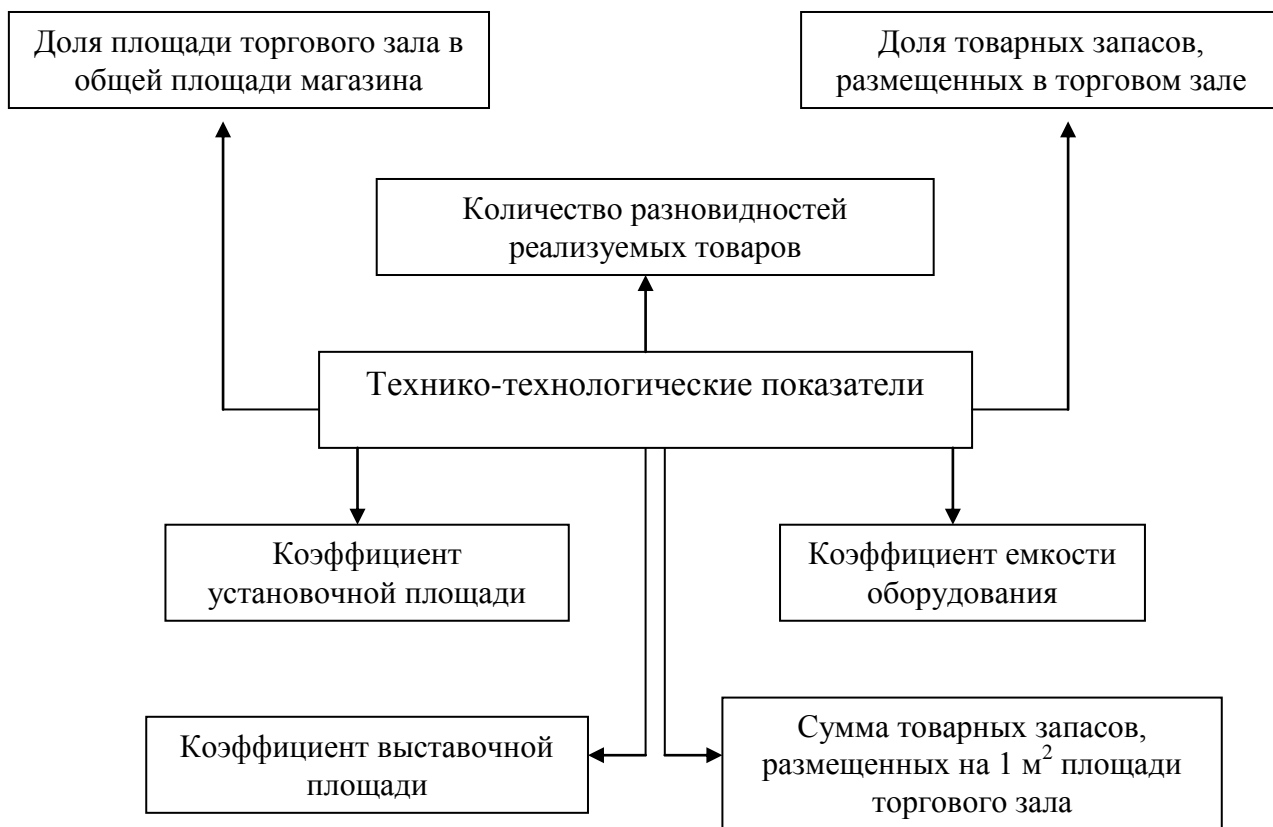 Доля площади торгового зала в
общей площади магазина
Доля товарных запасов,
размещенных в торговом зале
Количество разновидностей
реализуемых товаров
Технико-технологические показатели
Коэффициент
установочной площади
Коэффициент емкости
оборудования
Коэффициент выставочной
площади
Сумма товарных запасов,
размещенных на 1 м² площади
торгового зала